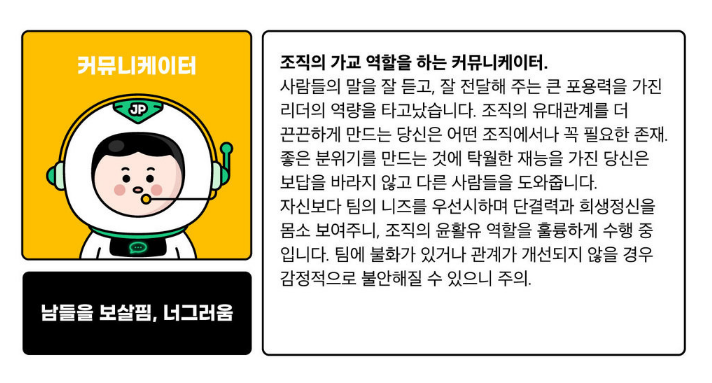 커뮤니케이터
JP
남들을 보살핌, 너그러움
조직의 가교 역할을 하는 커뮤니케이터.
사람들의 말을 잘 듣고, 잘 전달해 주는 큰 포용력을 가진
리더의 역량을 타고났습니다. 조직의 유대관계를 더
끈끈하게 만드는 당신은 어떤 조직에서나 꼭 필요한 존재.
좋은 분위기를 만드는 것에 탁월한 재능을 가진 당신은
보답을 바라지 않고 다른 사람들을 도와줍니다.
자신보다 팀의 니즈를 우선시하며 단결력과 희생정신을
몸소 보여주니, 조직의 윤활유 역할을 훌륭하게 수행 중
입니다. 팀에 불화가 있거나 관계가 개선되지 않을 경우
감정적으로 불안해질 수 있으니 주의.